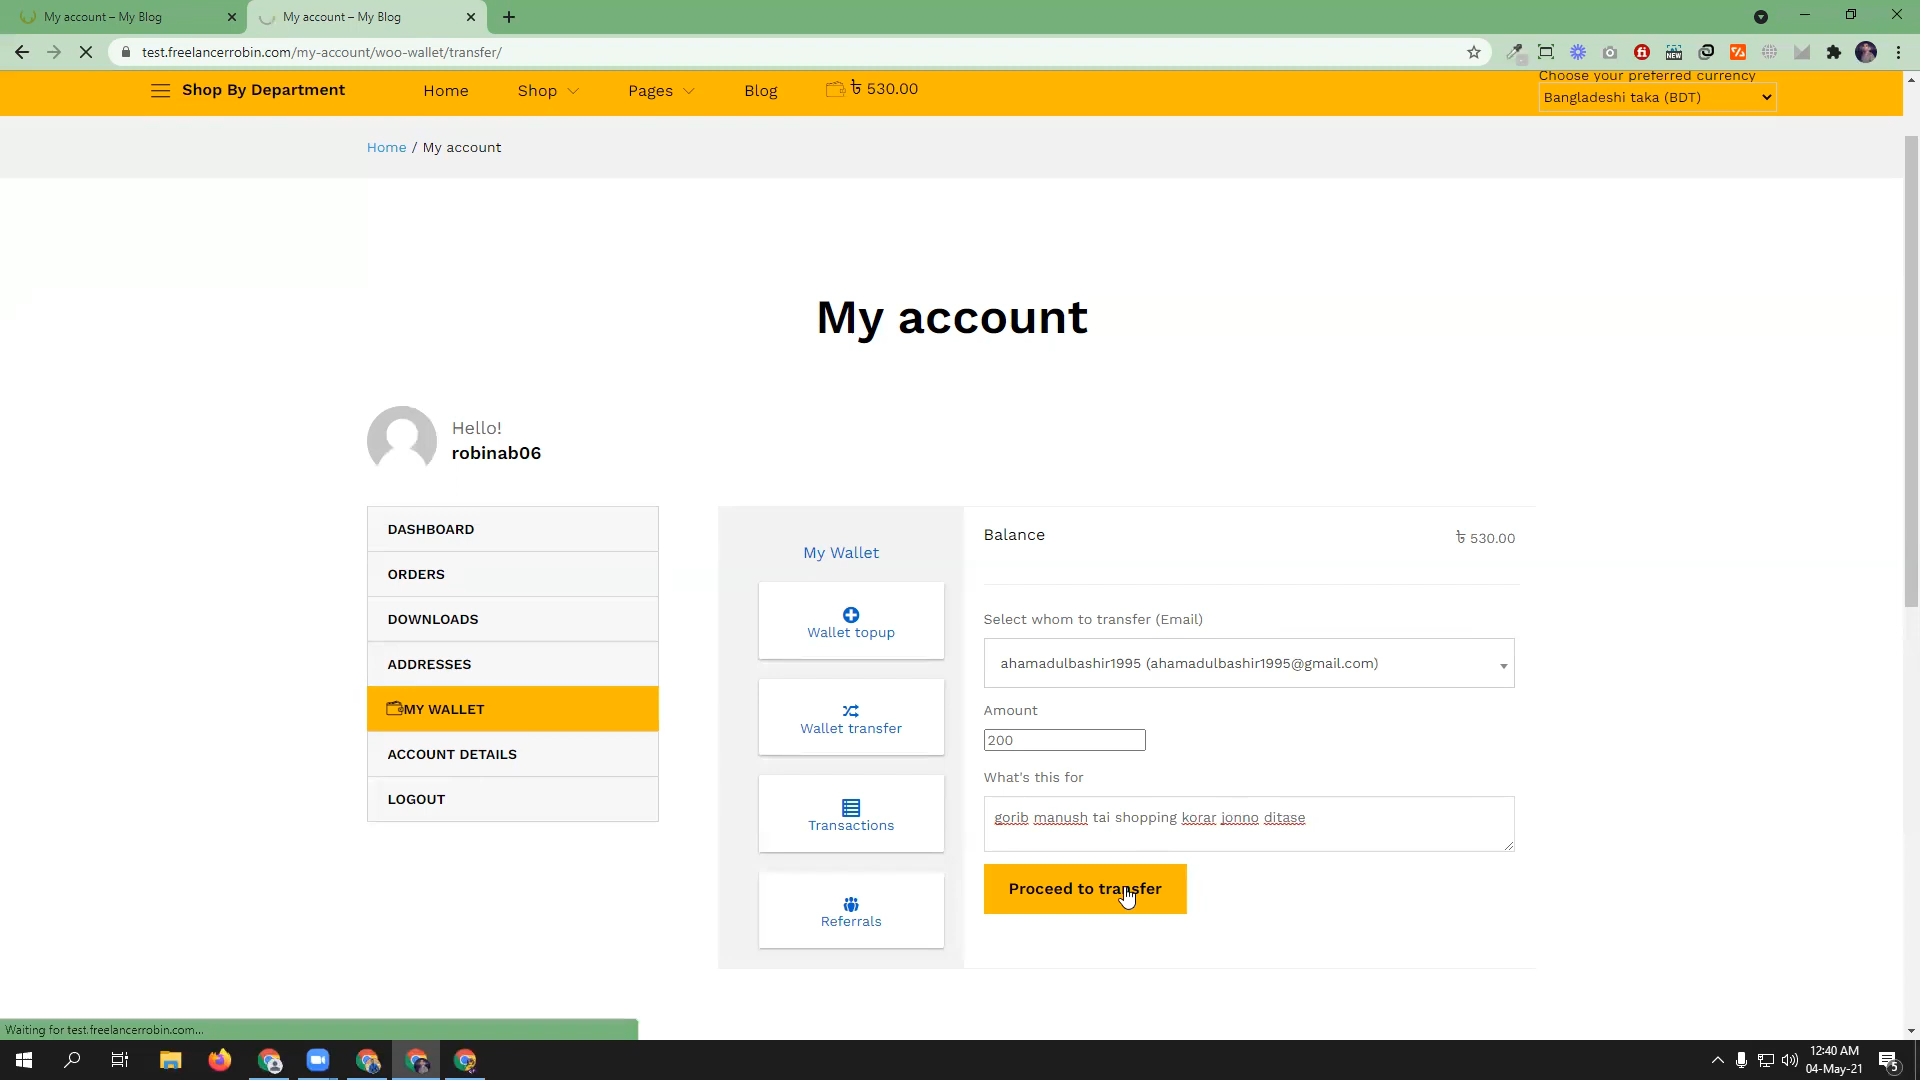 My account – My Blog
My account – My Blog
test.freelancerrobin.com/my-account/woo-wallet/transfer/
Choose your preferred currency
Shop By Department
Home
Shop
Pages
Blog
৳ 530.00
Bangladeshi taka (BDT)
Home / My account
My account
Hello!
robinab06
DASHBOARD
ORDERS
DOWNLOADS
ADDRESSES
MY WALLET
ACCOUNT DETAILS
LOGOUT
My Wallet
Wallet topup
Wallet transfer
Transactions
Referrals
Balance
৳ 530.00
Select whom to transfer (Email)
ahamadulbashir1995 (ahamadulbashir1995@gmail.com)
Amount
200
What's this for
gorib manush tai shopping korar jonno ditase
Proceed to transfer
Waiting for test.freelancerrobin.com...
12:40 AM
04-May-21
5